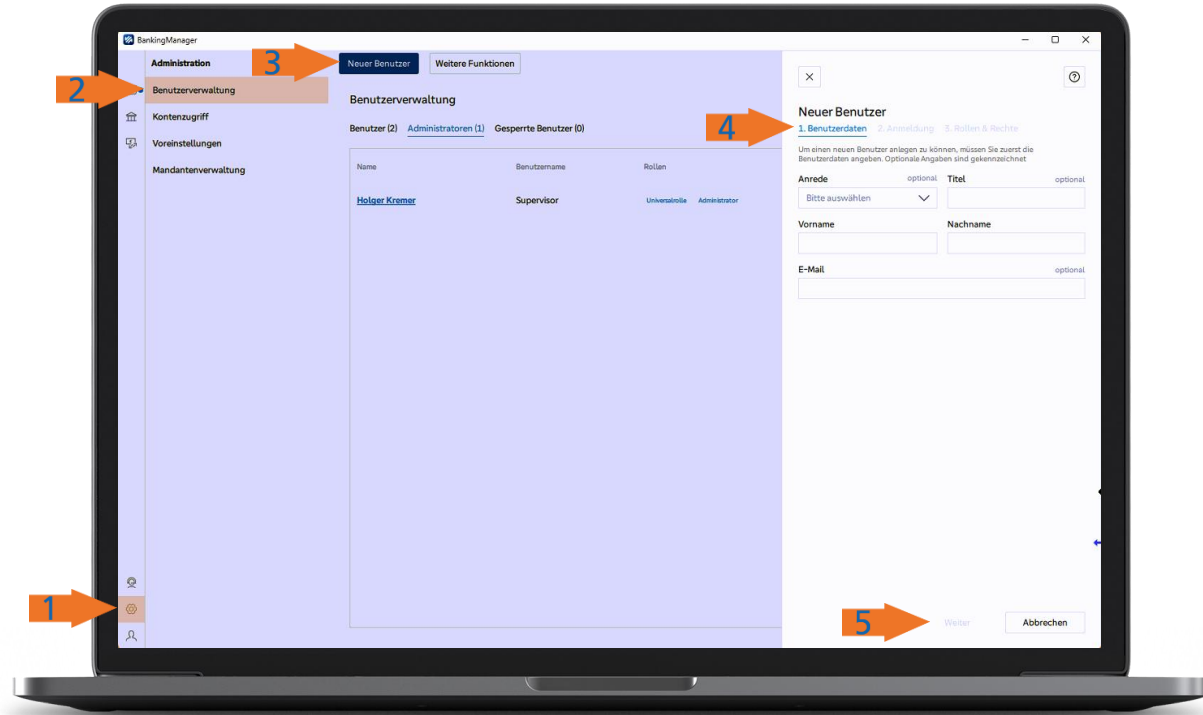 BankingManager
Administration
Benutzerverwaltung
Kontenzugriff
Voreinstellungen
Mandantenverwaltung
1
2
3
Neuer Benutzer
Weitere Funktionen
Benutzerverwaltung
Benutzer (2) Administratoren (1) Gesperrte Benutzer (0)
Name Benutzername Rollen
Holger Kremer Supervisor Universalrolle Administrator
4
Neuer Benutzer
1. Benutzerdaten 2. Anmeldung 3. Rollen & Rechte
Um einen neuen Benutzer anlegen zu können, müssen Sie zuerst die
Benutzerdaten angeben. Optionale Angaben sind gekennzeichnet
Anrede optional Titel optional
Bitte auswählen
Vorname Nachname
E-Mail optional
5
Weiter Abbrechen